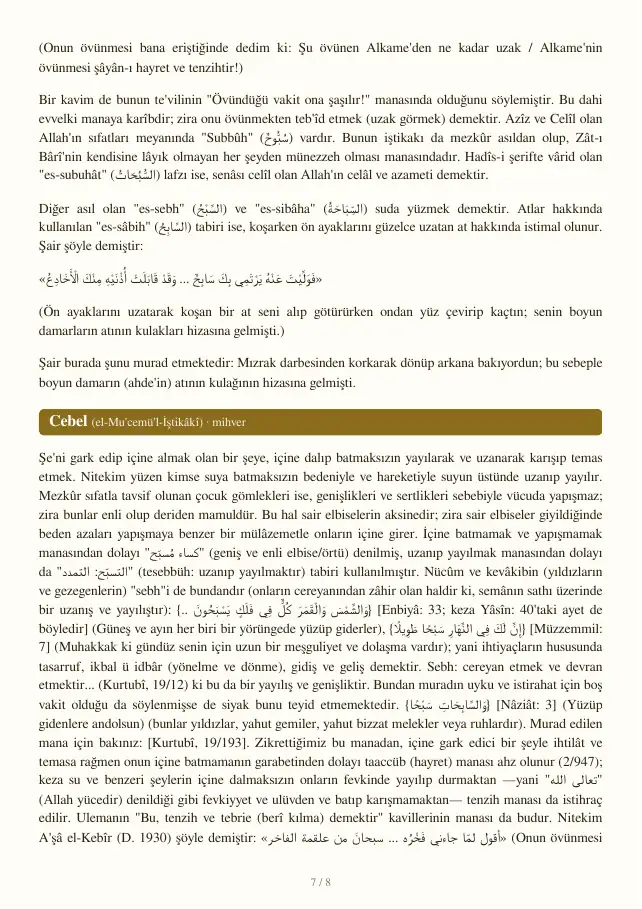 (Onun övünmesi bana eriştiğinde dedim ki: Şu övünen Alkame'den ne kadar uzak / Alkame'nin
övünmesi şâyân-ı hayret ve tenzihtir!)
Bir kavim de bunun te'vilinin "Övündüğü vakit ona şaşılır!" manasında olduğunu söylemiştir. Bu dahi
evvelki manaya karîbdir; zira onu övünmekten teb'îd etmek (uzak görmek) demektir. Azîz ve Celîl olan
Allah'ın sıfatları meyanında "Subbûh" (سُبُّوحٌ) vardır. Bunun iştikakı da mezkûr asıldan olup, Zât-ı
Bârî'nin kendisine lâyık olmayan her şeyden münezzeh olması manasındadır. Hadîs-i şerifte vârid olan
"es-subuhât" (السُّبُحَاتُ) lafzı ise, senâsı celîl olan Allah'ın celâl ve azameti demektir.
Diğer asıl olan "es-sebh" (السَّبْحُ) ve "es-sibâha" (السِّبَاحَةُ) suda yüzmek demektir. Atlar hakkında
kullanılan "es-sâbih" (السَّابِحُ) tabiri ise, koşarken ön ayaklarını güzelce uzatan at hakkında istimal olunur.
Şair şöyle demiştir:
«فَوَلَّيْتَ عَنْهُ يَرْتَمِي بِكَ سَابِحٌ ... وَقَدْ قَابَلَتْ أُذْنَيْهِ مِنْكَ الْأَخَادِعُ»
(Ön ayaklarını uzatarak koşan bir at seni alıp götürürken ondan yüz çevirip kaçtın; senin boyun
damarların atının kulakları hizasına gelmişti.)
Şair burada şunu murad etmektedir: Mızrak darbesinden korkarak dönüp arkana bakıyordun; bu sebeple
boyun damarın (ahde'in) atının kulağının hizasına gelmişti.
Cebel (el-Mu'cemü'l-İştikâkî) · mihver
Şe'ni gark edip içine almak olan bir şeye, içine dalıp batmaksızın yayılarak ve uzanarak karışıp temas
etmek. Nitekim yüzen kimse suya batmaksızın bedeniyle ve hareketiyle suyun üstünde uzanıp yayılır.
Mezkûr sıfatla tavsif olunan çocuk gömlekleri ise, genişlikleri ve sertlikleri sebebiyle vücuda yapışmaz;
zira bunlar enli olup deriden mamuldür. Bu hal sair elbiselerin aksinedir; zira sair elbiseler giyildiğinde
beden azaları yapışmaya benzer bir mülâzemetle onların içine girer. İçine batmamak ve yapışmamak
manasından dolayı "كساء مُسبَح" (geniş ve enli elbise/örtü) denilmiş, uzanıp yayılmak manasından dolayı
da "التسبّح: التمدد" (tesebbüh: uzanıp yayılmaktır) tabiri kullanılmıştır. Nücûm ve kevâkibin (yıldızların
ve gezegenlerin) "sebh"i de bundandır (onların cereyanından zâhir olan haldir ki, semânın sathı üzerinde
bir uzanış ve yayılıştır): {.. وَالشَّمْسَ وَالْقَمَرَ كُلٌّ فِي فَلَكٍ يَسْبَحُونَ} [Enbiyâ: 33; keza Yâsîn: 40'taki ayet de
böyledir] (Güneş ve ayın her biri bir yörüngede yüzüp giderler), {إِنَّ لَكَ فِي النَّهَارِ سَبْحًا طَوِيلًا} [Müzzemmil:
7] (Muhakkak ki gündüz senin için uzun bir meşguliyet ve dolaşma vardır); yani ihtiyaçların hususunda
tasarruf, ikbal ü idbâr (yönelme ve dönme), gidiş ve geliş demektir. Sebh: cereyan etmek ve devran
etmektir... (Kurtubî, 19/12) ki bu da bir yayılış ve genişliktir. Bundan muradın uyku ve istirahat için boş
vakit olduğu da söylenmişse de siyak bunu teyid etmemektedir. {وَالسَّابِحَاتِ سَبْحًا} [Nâziât: 3] (Yüzüp
gidenlere andolsun) (bunlar yıldızlar, yahut gemiler, yahut bizzat melekler veya ruhlardır). Murad edilen
mana için bakınız: [Kurtubî, 19/193]. Zikrettiğimiz bu manadan, içine gark edici bir şeyle ihtilât ve
temasa rağmen onun içine batmamanın garabetinden dolayı taaccüb (hayret) manası ahz olunur (2/947);
keza su ve benzeri şeylerin içine dalmaksızın onların fevkinde yayılıp durmaktan —yani "تعالى الله"
(Allah yücedir) denildiği gibi fevkiyyet ve ulüvden ve batıp karışmamaktan— tenzih manası da istihraç
edilir. Ulemanın "Bu, tenzih ve tebrie (berî kılma) demektir" kavillerinin manası da budur. Nitekim
A'şâ el-Kebîr (D. 1930) şöyle demiştir: «أقول لمّا جاءني فَخْرُه ... سبحانَ من علقمة الفاخر» (Onun övünmesi
7 / 8